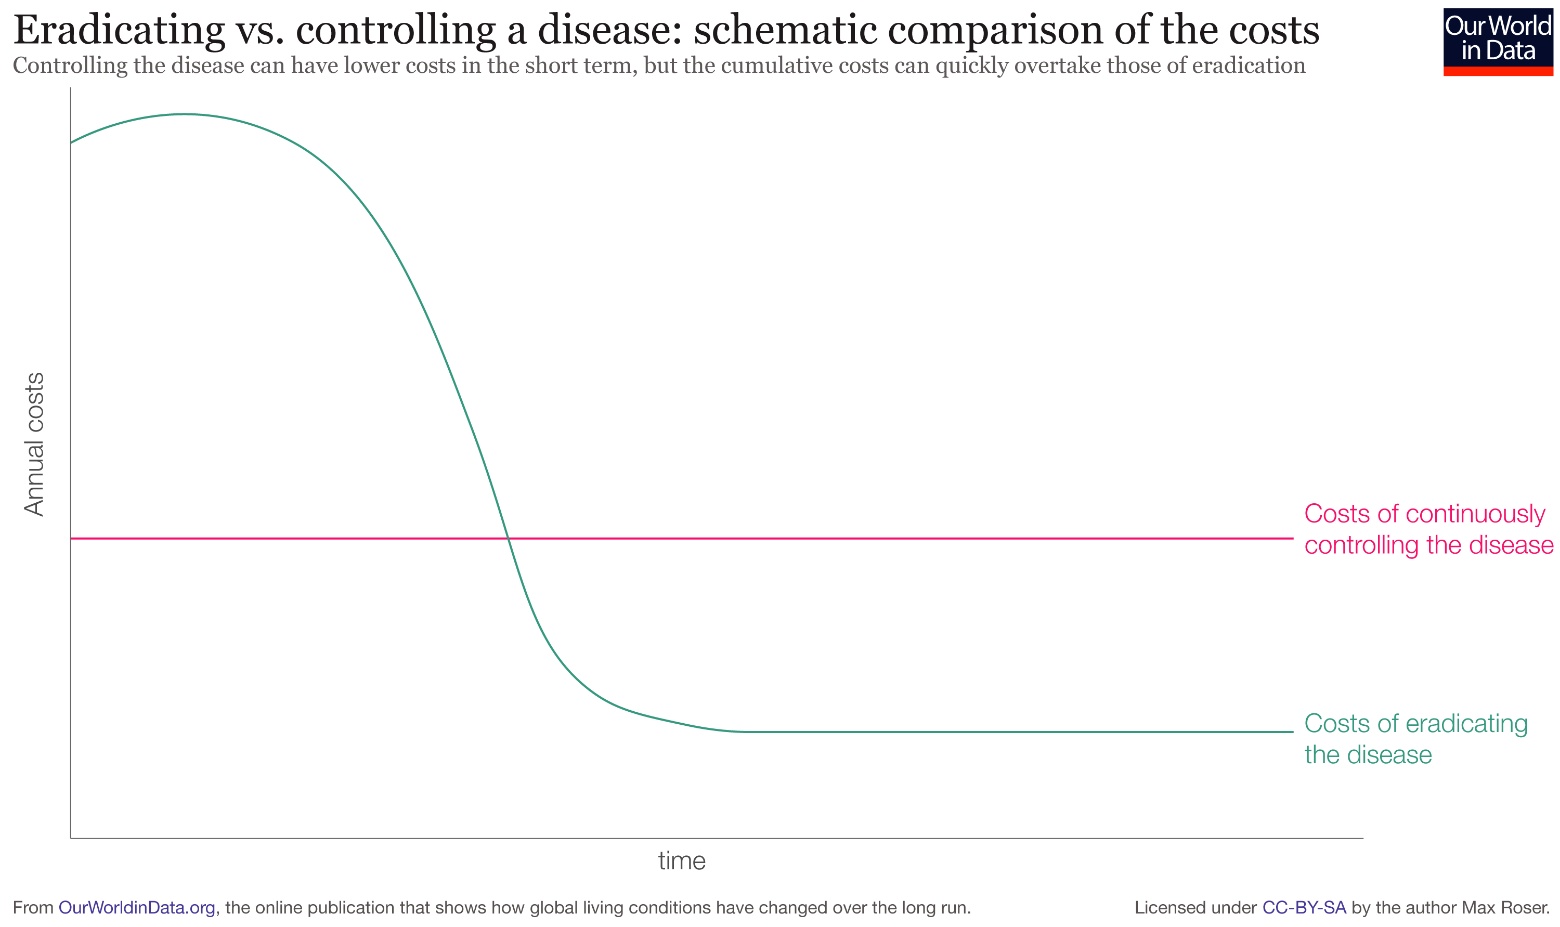 Eradicating vs. controlling a disease: schematic comparison of the costs
Controlling the disease can have lower costs in the short term, but the cumulative costs can quickly overtake those of eradication
Our World
in Data
Annual costs
Costs of continuously
controlling the disease
Costs of eradicating
the disease
time
From OurWorldinData.org, the online publication that shows how global living conditions have changed over the long run.
Licensed under CC-BY-SA by the author Max Roser.